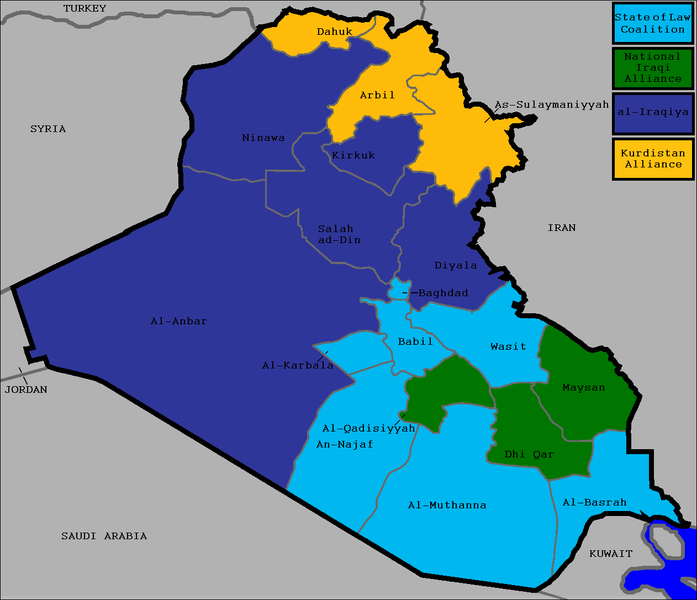 TURKEY
State of Law
Coalition
Dahuk
National
Iraqi
Alliance
Arbil
As-Sulaymaniyyah
al-Iraqiya
SYRIA
Ninawa
Kirkuk
Kurdistan
Alliance
Salah
ad-Din
IRAN
Diyala
Baghdad
Al-Anbar
Babil
Wasit
Al-Karbala
JORDAN
Maysan
Al-Qadisiyyah
An-Najaf
Dhi Qar
Al-Muthanna
Al-Basrah
SAUDI ARABIA
KUWAIT